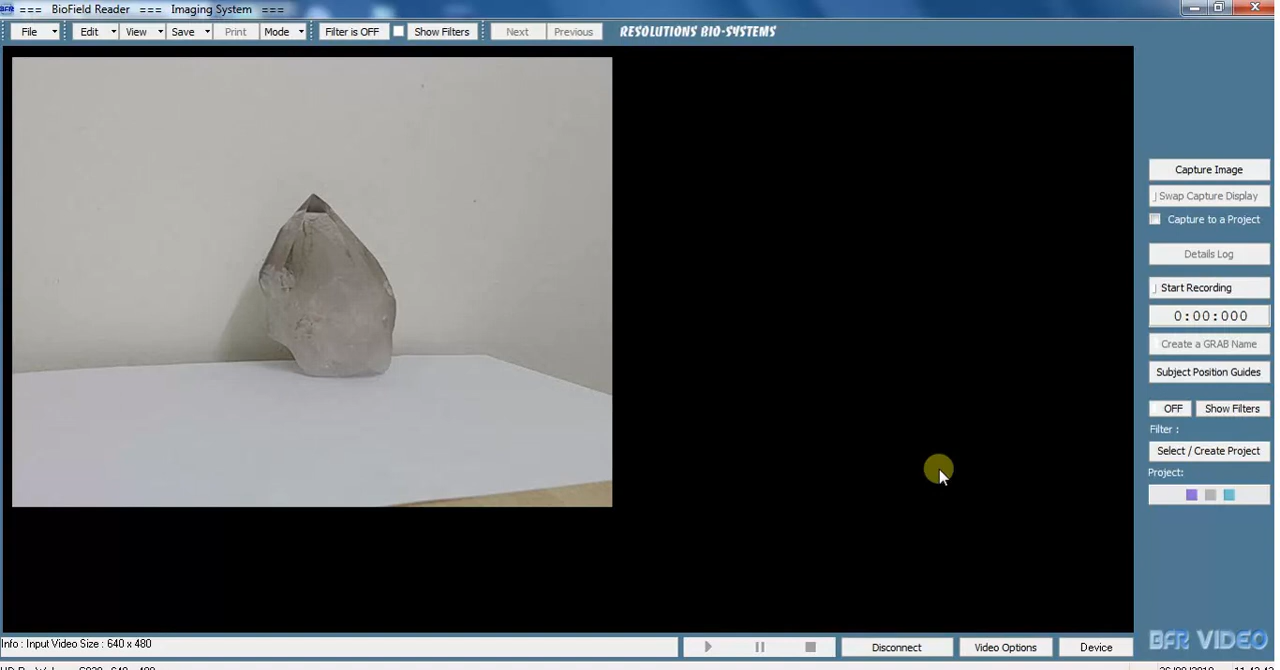 === BioField Reader === Imaging System ===
File Edit View Save Print Mode Filter is OFF Show Filters Next Previous RESOLUTIONS BIO-SYSTEMS
Capture Image
Swap Capture Display
Capture to a Project
Details Log
Start Recording
0:00:000
Create a GRAB Name
Subject Position Guides
OFF Show Filters
Filter :
Select / Create Project
Project:
BFR VIDEO
Info : Input Video Size : 640 x 480
Disconnect Video Options Device